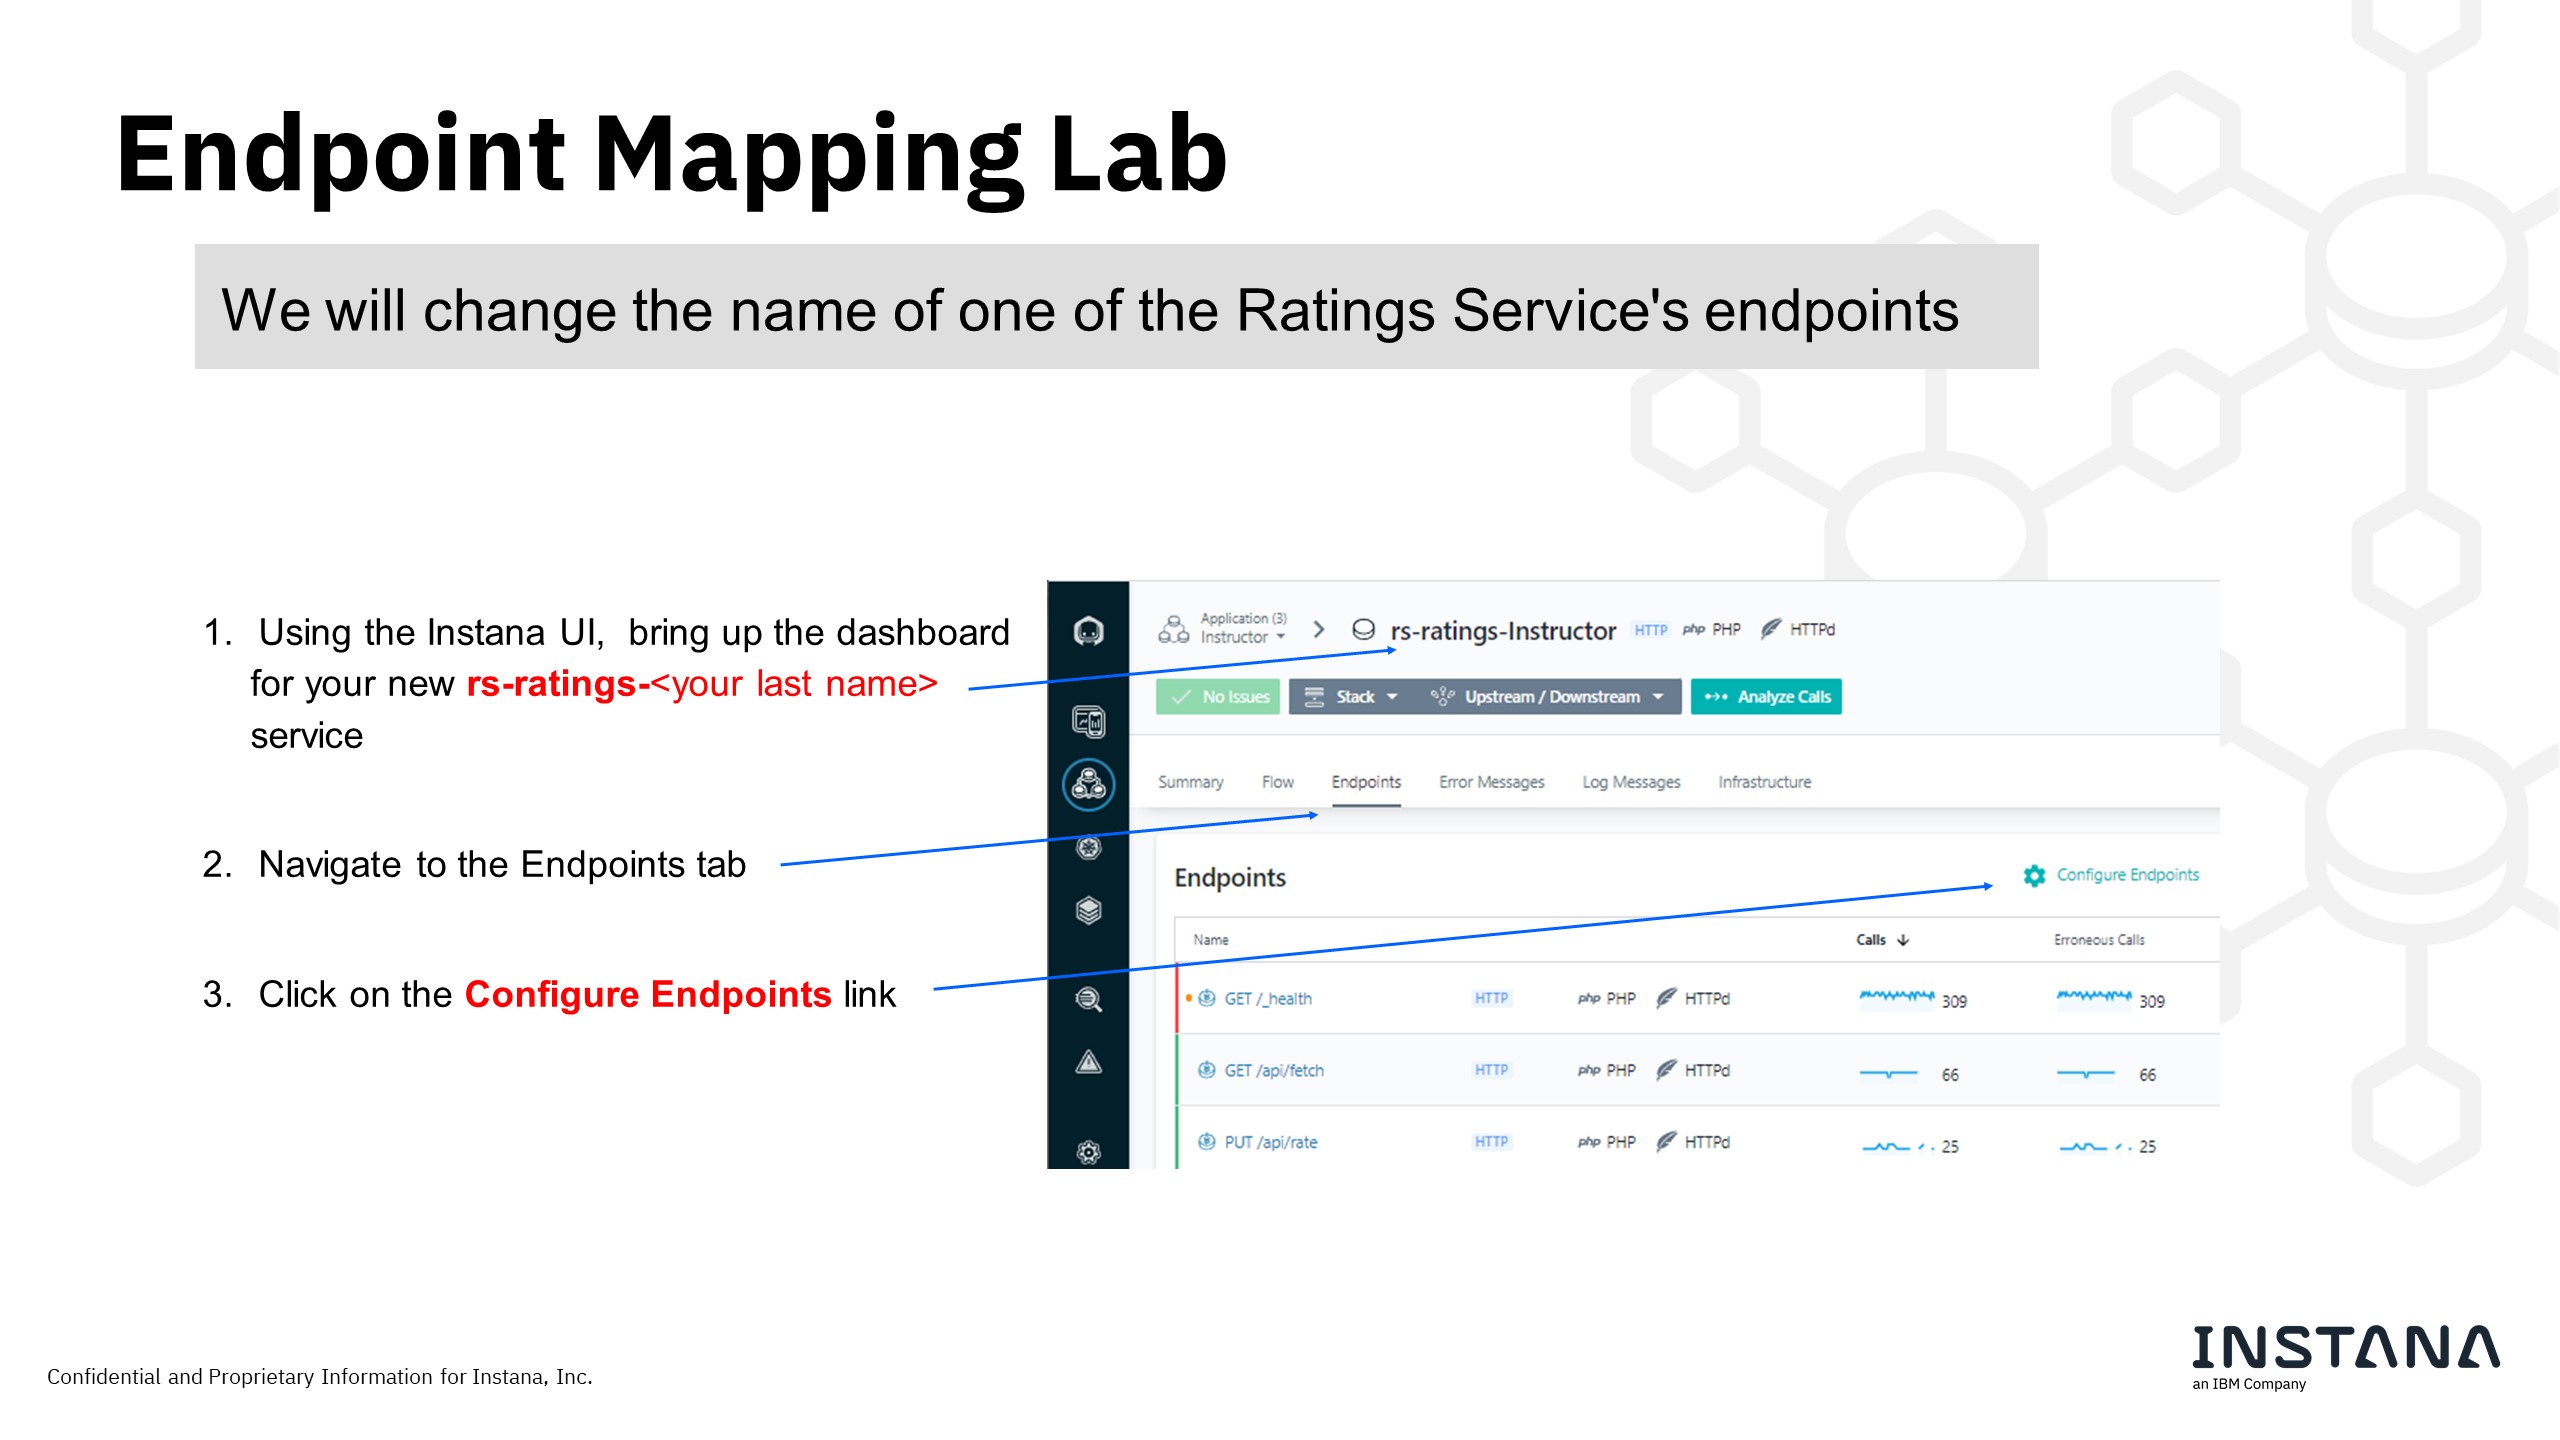 Endpoint Mapping Lab
We will change the name of one of the Ratings Service's endpoints
1. Using the Instana UI, bring up the dashboard
for your new rs-ratings-<your last name>
service
2. Navigate to the Endpoints tab
3. Click on the Configure Endpoints link
Application (3)
Instructor
rs-ratings-Instructor HTTP php PHP HTTPd
No Issues Stack Upstream / Downstream Analyze Calls
Summary Flow Endpoints Error Messages Log Messages Infrastructure
Endpoints Configure Endpoints
Name Calls Erroneous Calls
GET /_health HTTP php PHP HTTPd 309 309
GET /api/fetch HTTP php PHP HTTPd 66 66
PUT /api/rate HTTP php PHP HTTPd 25 25
Confidential and Proprietary Information for Instana, Inc.
INSTANA
an IBM Company